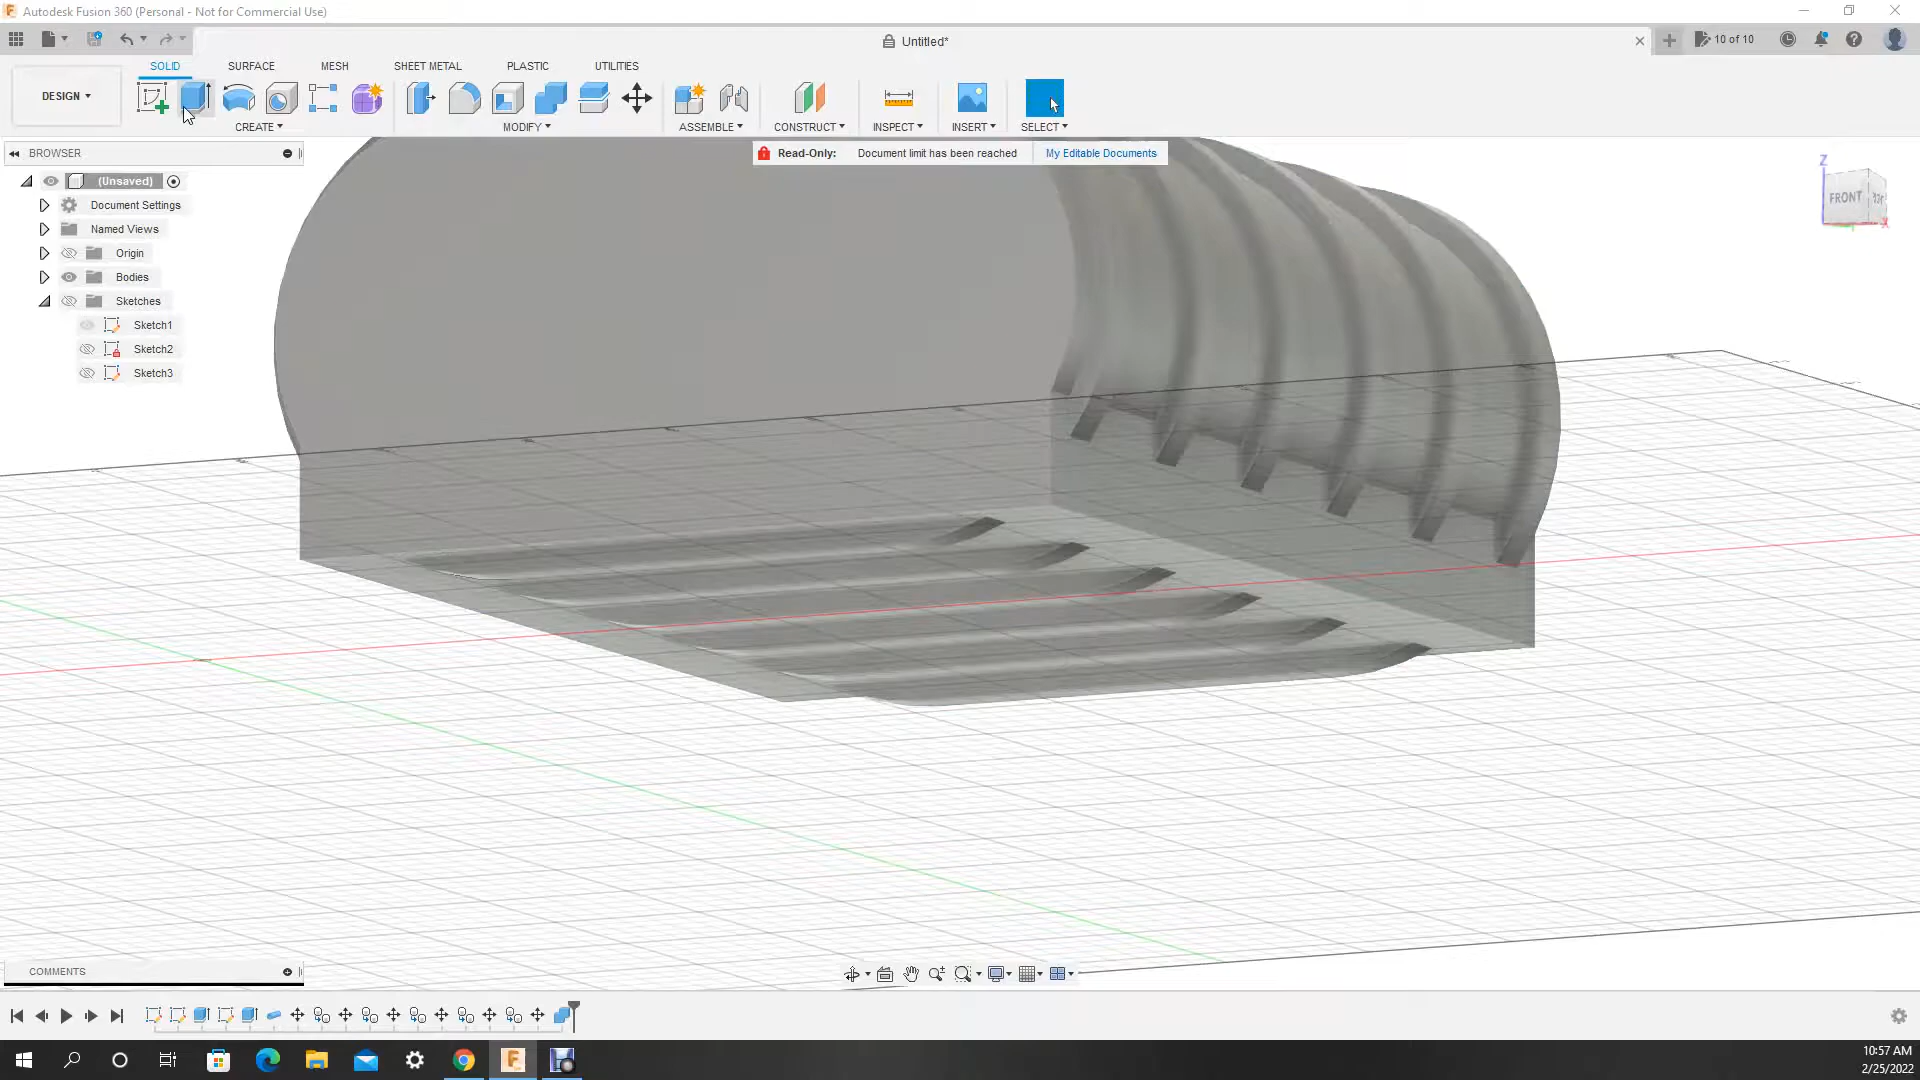 Autodesk Fusion 360 (Personal - Not for Commercial Use)
Untitled*
10 of 10
DESIGN
SOLID
SURFACE
MESH
SHEET METAL
PLASTIC
UTILITIES
CREATE
MODIFY
ASSEMBLE
CONSTRUCT
INSPECT
INSERT
SELECT
BROWSER
Read-Only: Document limit has been reached My Editable Documents
(Unsaved)
Document Settings
Named Views
Origin
Bodies
Sketches
Sketch1
Sketch2
Sketch3
Z
FRONT
X
COMMENTS
10:57 AM
2/25/2022